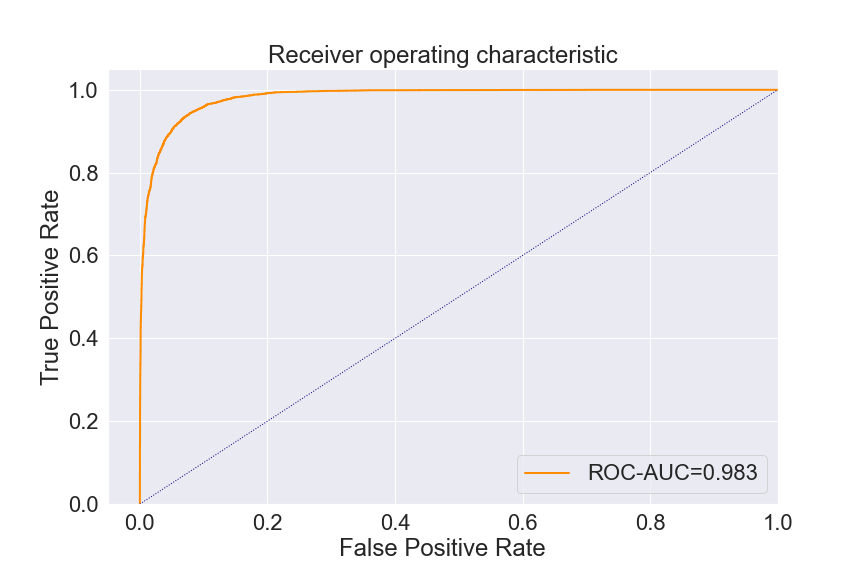 Receiver operating characteristic
1.0
0.8
0.6
0.4
0.2
0.0
True Positive Rate
ROC-AUC=0.983
0.0 0.2 0.4 0.6 0.8 1.0
False Positive Rate